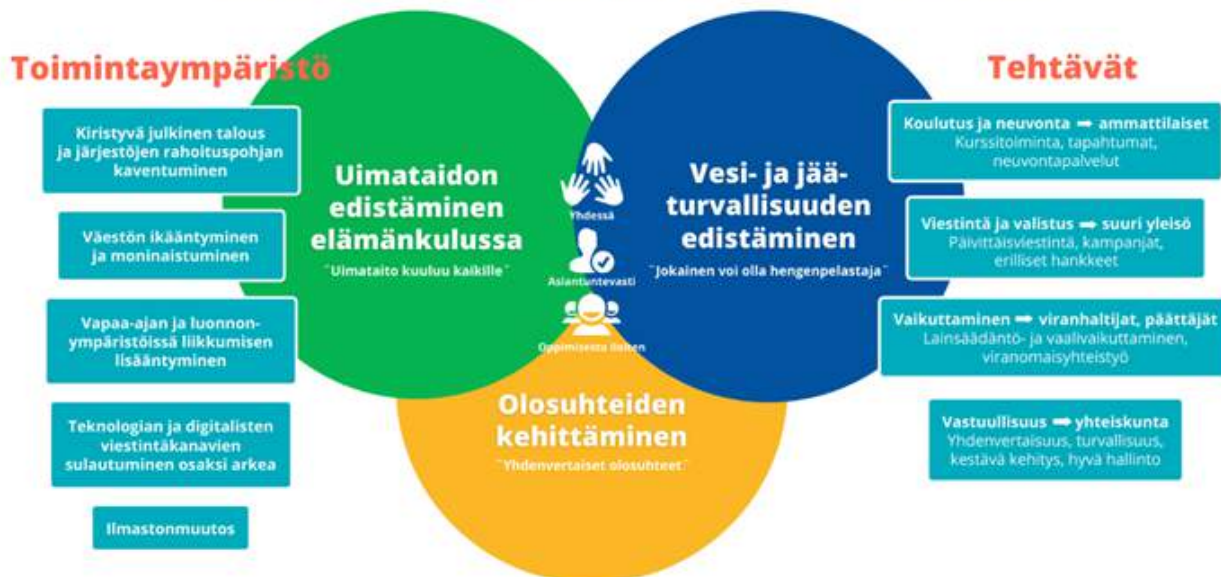 Toimintaympäristö
Kiristyvä julkinen talous
ja järjestöjen rahoituspohjan
kaventuminen
Väestön ikääntyminen
ja moninaistuminen
Vapaa-ajan ja luonnon-
ympäristöissä liikkumisen
lisääntyminen
Teknologian ja digitalisten
viestintäkanavien
sulautuminen osaksi arkea
Ilmastonmuutos
Uimataidon
edistäminen
elämänkulussa
¨Uimataito kuuluu kaikille¨
Yhdessä
Asiantuntevasti
Oppimisesta iloiten
Vesi- ja jää-
turvallisuuden
edistäminen
¨Jokainen voi olla hengenpelastaja¨
Olosuhteiden
kehittäminen
¨Yhdenvertaiset olosuhteet¨
Tehtävät
Koulutus ja neuvonta ➡ ammattilaiset
Kurssitoiminta, tapahtumat,
neuvontapalvelut
Viestintä ja valistus ➡ suuri yleisö
Päivittäisviestintä, kampanjat,
erilliset hankkeet
Vaikuttaminen ➡ viranhaltijat, päättäjät
Lainsäädäntö- ja vaalivaikuttaminen,
viranomaisyhteistyö
Vastuullisuus ➡ yhteiskunta
Yhdenvertaisuus, turvallisuus,
kestävä kehitys, hyvä hallinto